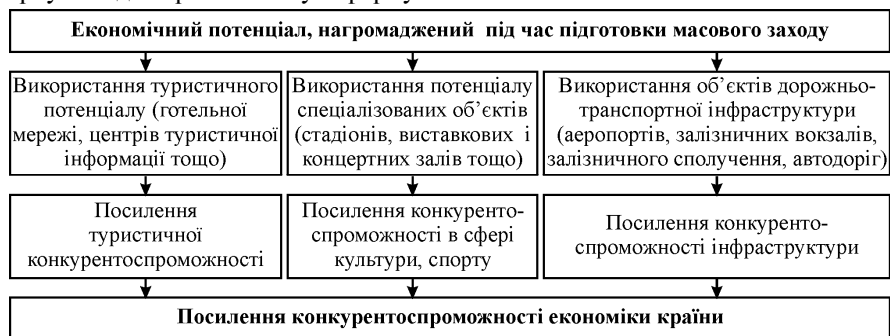 Економічний потенціал, нагромаджений під час підготовки масового заходу
Використання туристичного
потенціалу (готельної
мережі, центрів туристичної
інформації тощо)
Використання потенціалу
спеціалізованих об’єктів
(стадіонів, виставкових і
концертних залів тощо)
Використання об’єктів дорожньо-
транспортної інфраструктури
(аеропортів, залізничних вокзалів,
залізничного сполучення, автодоріг)
Посилення
туристичної
конкурентоспроможності
Посилення конкуренто-
спроможності в сфері
культури, спорту
Посилення конкуренто-
спроможності інфраструктури
Посилення конкурентоспроможності економіки країни